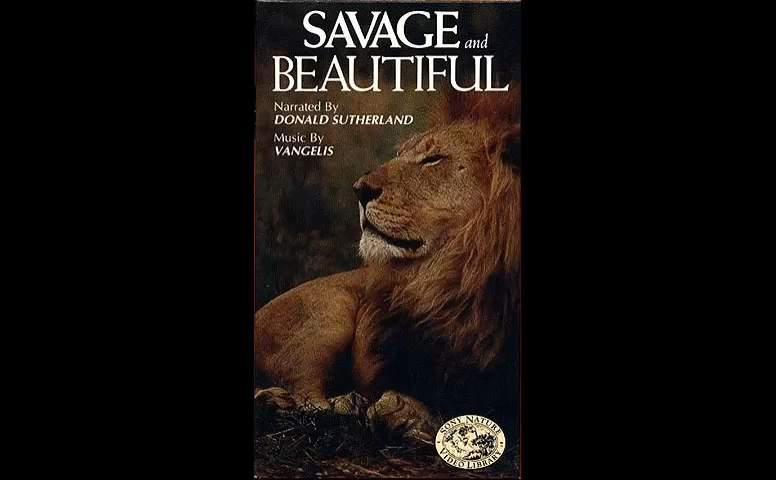 SAVAGE and
BEAUTIFUL
Narrated By
DONALD SUTHERLAND
Music By
VANGELIS
SONY NATURE
VIDEO LIBRARY